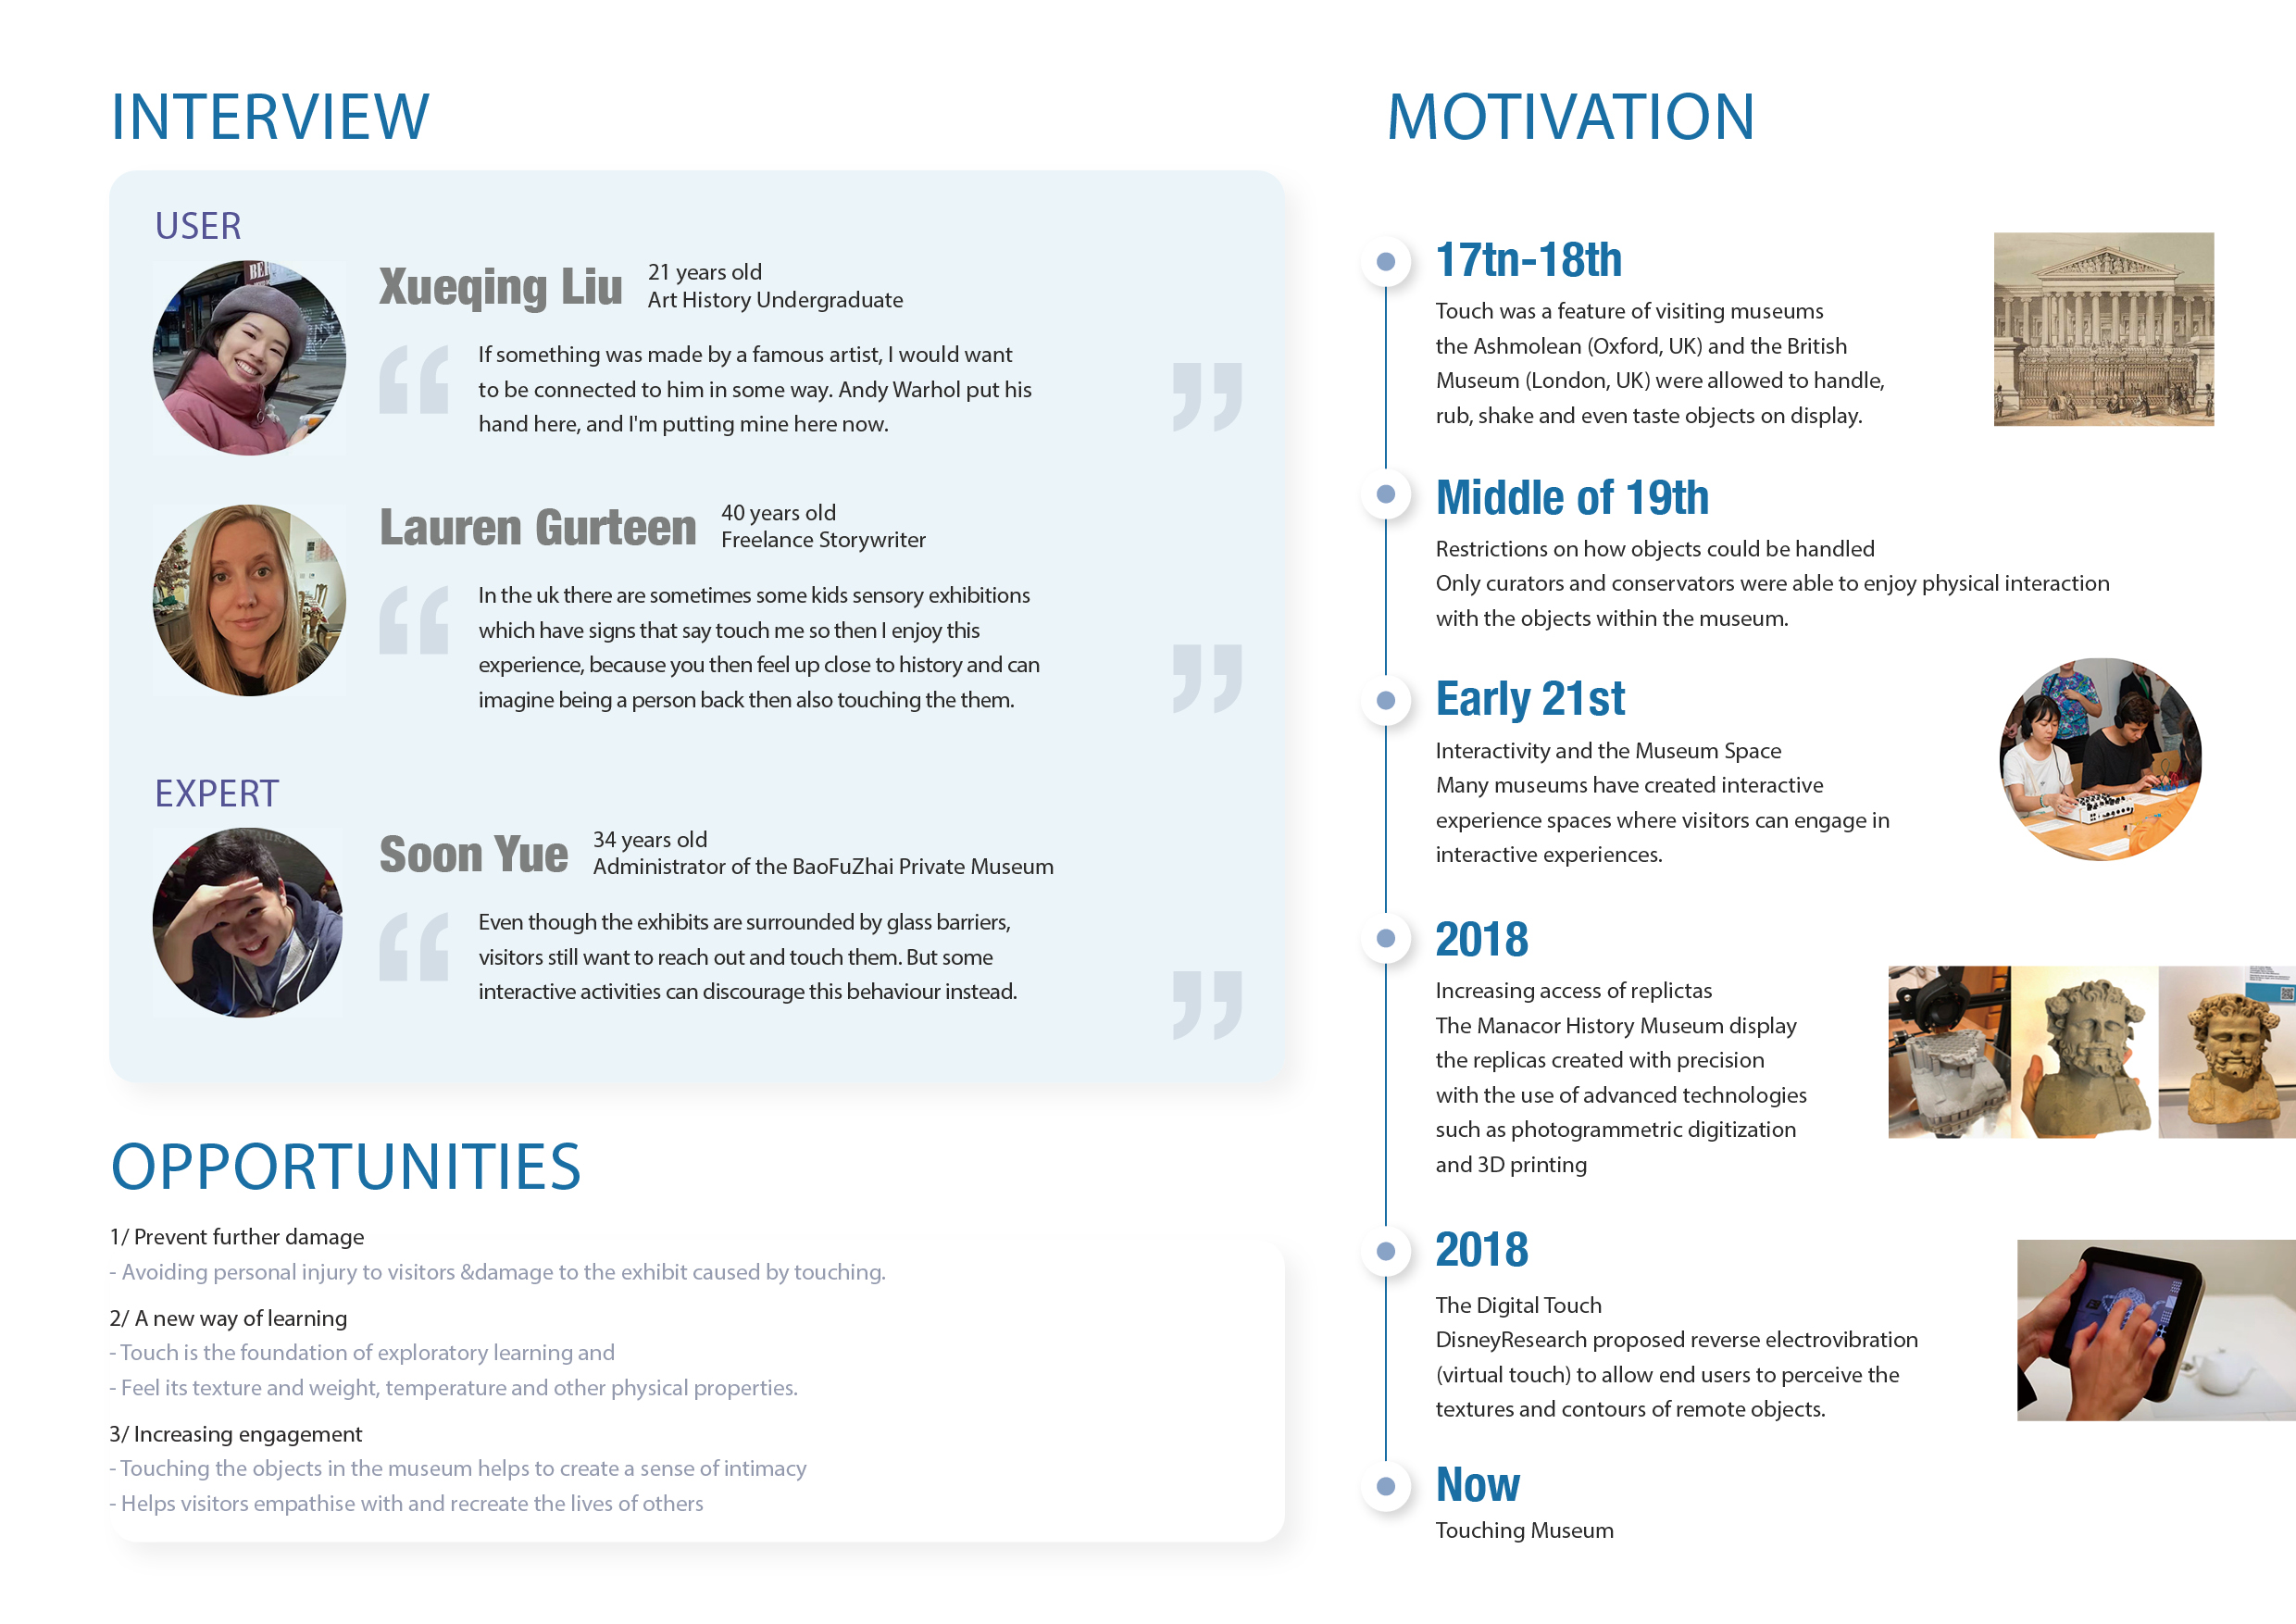 INTERVIEW
USER
BE
Xueqing Liu
21 years old
Art History Undergraduate
If something was made by a famous artist, I would want
to be connected to him in some way. Andy Warhol put his
hand here, and I'm putting mine here now.
Lauren Gurteen
40 years old
Freelance Storywriter
In the uk there are sometimes some kids sensory exhibitions
which have signs that say touch me so then I enjoy this
experience, because you then feel up close to history and can
imagine being a person back then also touching the them.
EXPERT
Soon Yue
34 years old
Administrator of the BaoFuZhai Private Museum
Even though the exhibits are surrounded by glass barriers,
visitors still want to reach out and touch them. But some
interactive activities can discourage this behaviour instead.
OPPORTUNITIES
1/ Prevent further damage
- Avoiding personal injury to visitors &damage to the exhibit caused by touching.
2/ A new way of learning
- Touch is the foundation of exploratory learning and
- Feel its texture and weight, temperature and other physical properties.
3/ Increasing engagement
- Touching the objects in the museum helps to create a sense of intimacy
- Helps visitors empathise with and recreate the lives of others
MOTIVATION
17tn-18th
Touch was a feature of visiting museums
the Ashmolean (Oxford, UK) and the British
Museum (London, UK) were allowed to handle,
rub, shake and even taste objects on display.
Middle of 19th
Restrictions on how objects could be handled
Only curators and conservators were able to enjoy physical interaction
with the objects within the museum.
Early 21st
Interactivity and the Museum Space
Many museums have created interactive
experience spaces where visitors can engage in
interactive experiences.
2018
Increasing access of replictas
The Manacor History Museum display
the replicas created with precision
with the use of advanced technologies
such as photogrammetric digitization
and 3D printing
2018
The Digital Touch
DisneyResearch proposed reverse electrovibration
(virtual touch) to allow end users to perceive the
textures and contours of remote objects.
Now
Touching Museum